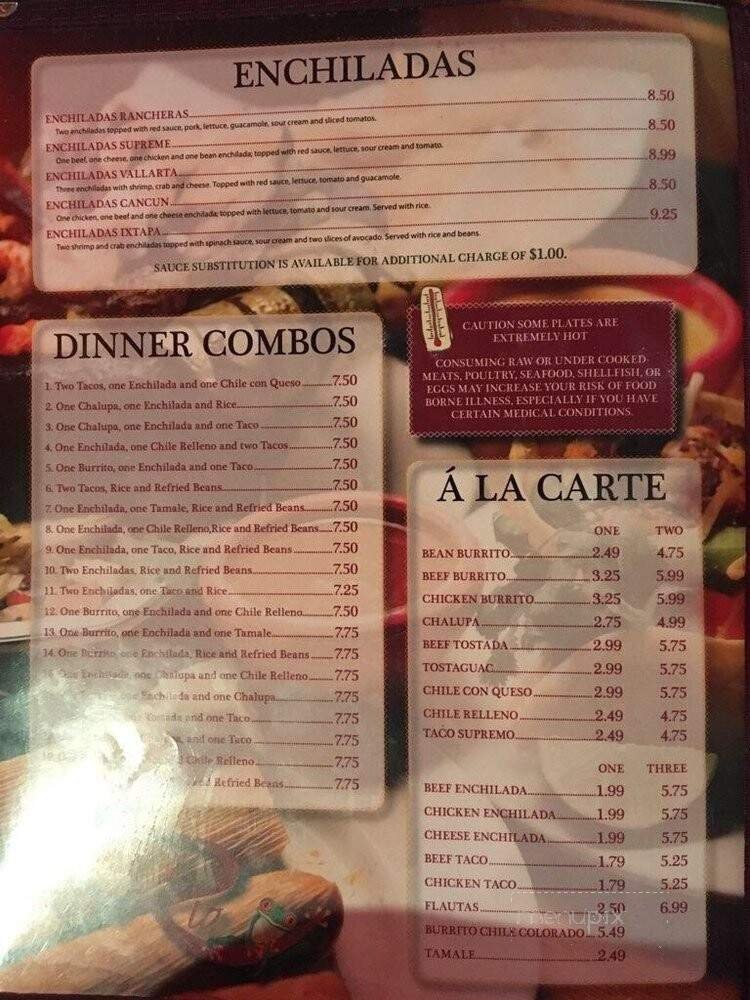 ENCHILADAS
ENCHILADAS RANCHERAS 8.50
Two enchiladas topped with red sauce, pork, lettuce, guacamole, sour cream and sliced tomatos.
ENCHILADAS SUPREME 8.50
One beef, one cheese, one chicken and one bean enchilada; topped with red sauce, lettuce, sour cream and tomato.
ENCHILADAS VALLARTA 8.99
Three enchiladas with shrimp, crab and cheese. Topped with red sauce, lettuce, tomato and guacamole.
ENCHILADAS CANCUN 8.50
One chicken, one beef and one cheese enchilada; topped with lettuce, tomato and sour cream. Served with rice.
ENCHILADAS IXTAPA 9.25
Two shrimp and crab enchiladas topped with spinach sauce, sour cream and two slices of avocado. Served with rice and beans.
SAUCE SUBSTITUTION IS AVAILABLE FOR ADDITIONAL CHARGE OF $1.00.
DINNER COMBOS
1. Two Tacos, one Enchilada and one Chile con Queso 7.50
2. One Chalupa, one Enchilada and Rice 7.50
3. One Chalupa, one Enchilada and one Taco 7.50
4. One Enchilada, one Chile Relleno and two Tacos 7.50
5. One Burrito, one Enchilada and one Taco 7.50
6. Two Tacos, Rice and Refried Beans 7.50
7. One Enchilada, one Tamale, Rice and Refried Beans 7.50
8. One Enchilada, one Chile Relleno,Rice and Refried Beans 7.50
9. One Enchilada, one Taco, Rice and Refried Beans 7.50
10. Two Enchiladas, Rice and Refried Beans 7.50
11. Two Enchiladas, one Taco and Rice 7.25
12. One Burrito, one Enchilada and one Chile Relleno 7.50
13. One Burrito, one Enchilada and one Tamale 7.75
14. One Burrito, one Enchilada, Rice and Refried Beans 7.75
One Enchilada, one Chalupa and one Chile Relleno 7.75
Enchilada and one Chalupa 7.75
Tostada and one Taco 7.75
and one Taco 7.75
Chile Relleno 7.75
and Refried Beans 7.75
CAUTION SOME PLATES ARE
EXTREMELY HOT
CONSUMING RAW OR UNDER COOKED
MEATS, POULTRY, SEAFOOD, SHELLFISH, OR
EGGS MAY INCREASE YOUR RISK OF FOOD
BORNE ILLNESS, ESPECIALLY IF YOU HAVE
CERTAIN MEDICAL CONDITIONS.
Á LA CARTE
ONE TWO
BEAN BURRITO 2.49 4.75
BEEF BURRITO 3.25 5.99
CHICKEN BURRITO 3.25 5.99
CHALUPA 2.75 4.99
BEEF TOSTADA 2.99 5.75
TOSTAGUAC 2.99 5.75
CHILE CON QUESO 2.99 5.75
CHILE RELLENO 2.49 4.75
TACO SUPREMO 2.49 4.75
ONE THREE
BEEF ENCHILADA 1.99 5.75
CHICKEN ENCHILADA 1.99 5.75
CHEESE ENCHILADA 1.99 5.75
BEEF TACO 1.79 5.25
CHICKEN TACO 1.79 5.25
FLAUTAS 2.50 6.99
menupix
BURRITO CHILE COLORADO 5.49
TAMALE 2.49